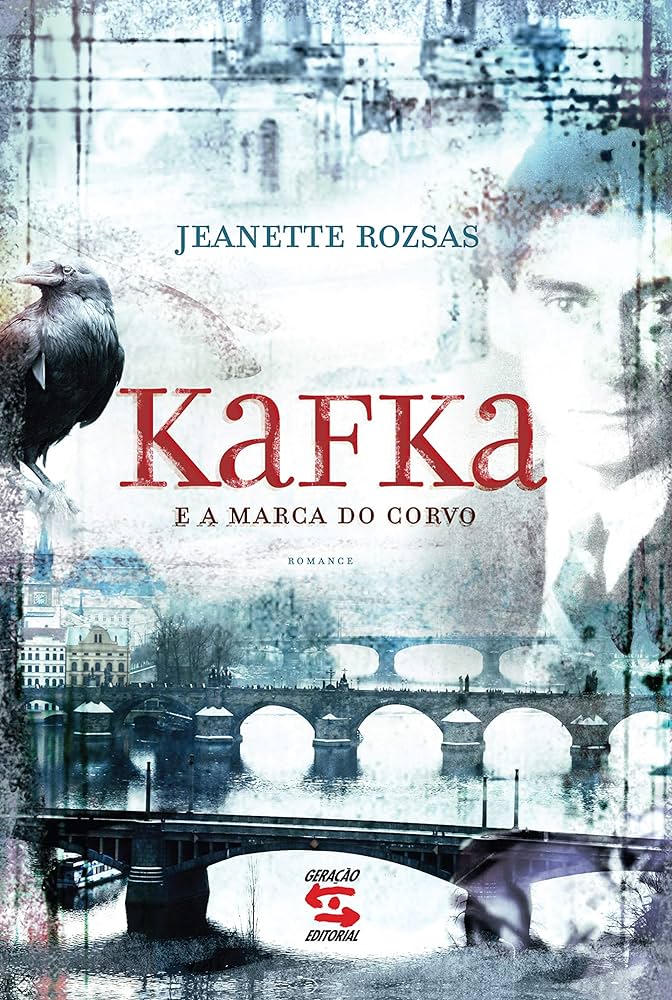 JEANETTE ROZSAS
KaFKa
E A MARCA DO CORVO
ROMANCE
GERAÇÃO
EDITORIAL